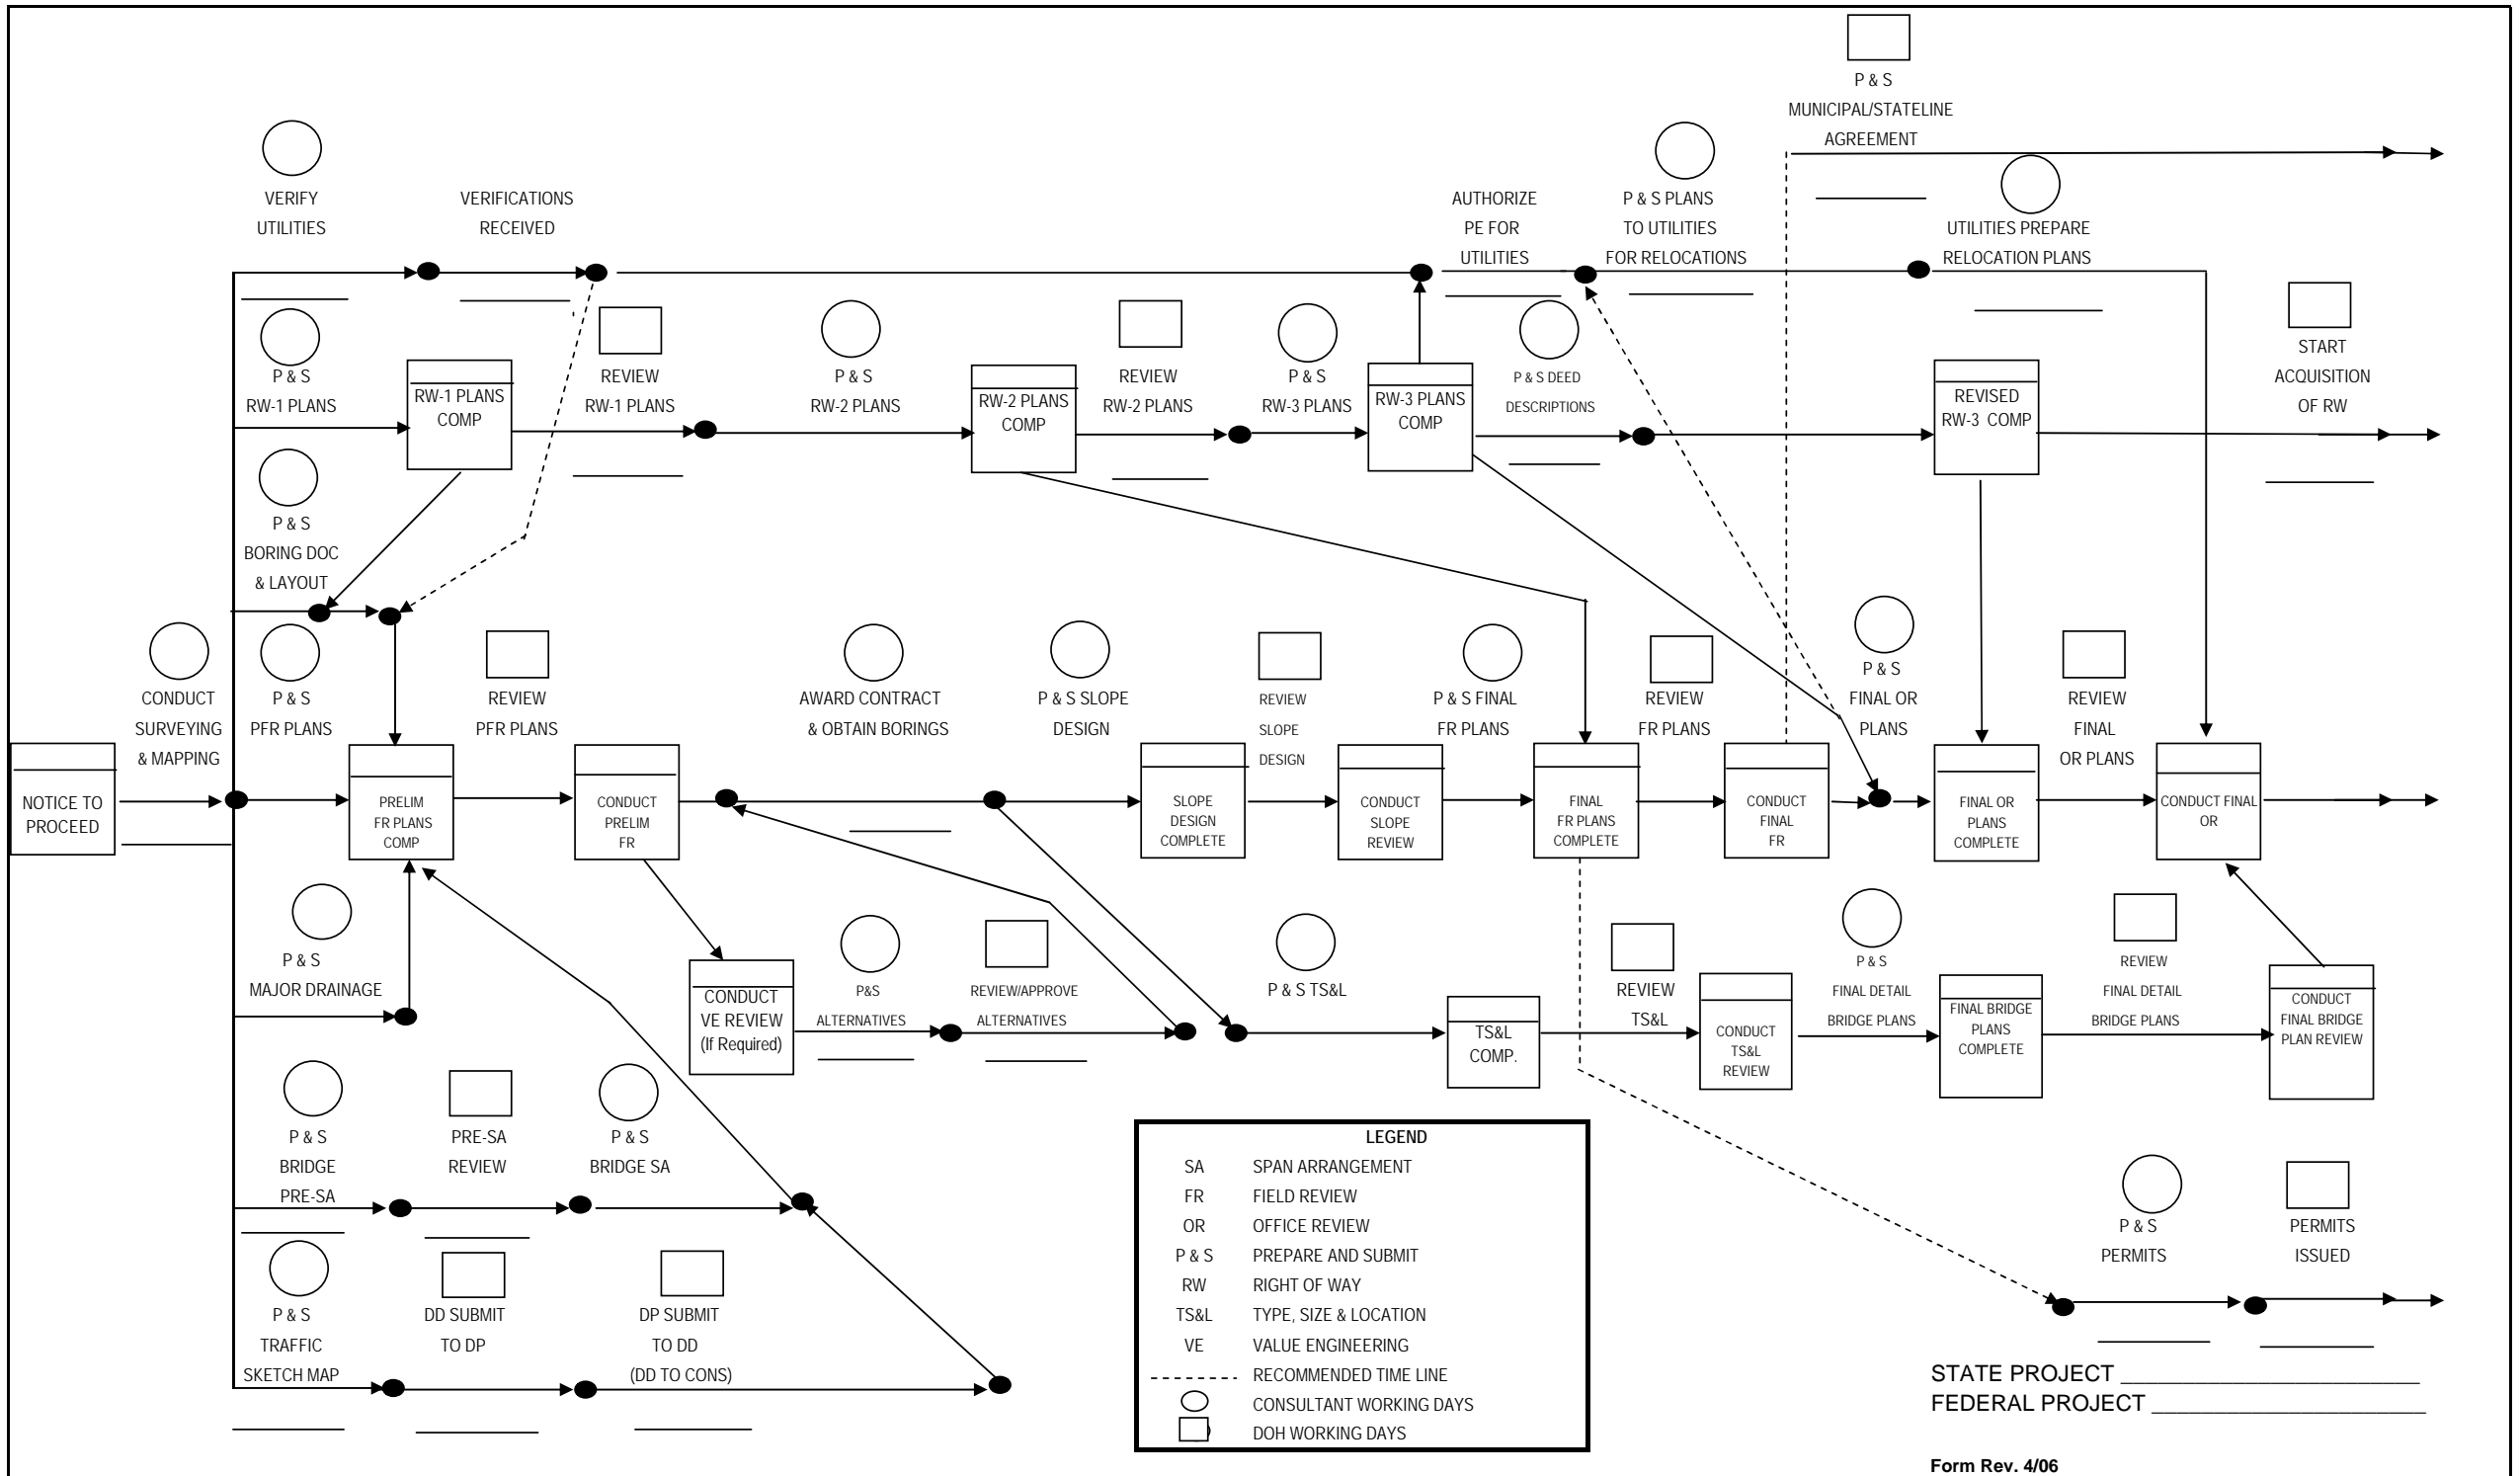 P & S
MUNICIPAL/STATELINE
AGREEMENT
VERIFY
UTILITIES
VERIFICATIONS
RECEIVED
AUTHORIZE
PE FOR
UTILITIES
P & S PLANS
TO UTILITIES
FOR RELOCATIONS
UTILITIES PREPARE
RELOCATION PLANS
P & S
RW-1 PLANS
RW-1 PLANS
COMP
REVIEW
RW-1 PLANS
P & S
RW-2 PLANS
RW-2 PLANS
COMP
REVIEW
RW-2 PLANS
P & S
RW-3 PLANS
RW-3 PLANS
COMP
P & S DEED
DESCRIPTIONS
REVISED
RW-3 COMP
START
ACQUISITION
OF RW
P & S
BORING DOC
& LAYOUT
CONDUCT
SURVEYING
& MAPPING
P & S
PFR PLANS
REVIEW
PFR PLANS
AWARD CONTRACT
& OBTAIN BORINGS
P & S SLOPE
DESIGN
REVIEW
SLOPE
DESIGN
P & S FINAL
FR PLANS
REVIEW
FR PLANS
P & S
FINAL OR
PLANS
REVIEW
FINAL
OR PLANS
NOTICE TO
PROCEED
PRELIM
FR PLANS
COMP
CONDUCT
PRELIM
FR
SLOPE
DESIGN
COMPLETE
CONDUCT
SLOPE
REVIEW
FINAL
FR PLANS
COMPLETE
CONDUCT
FINAL
FR
FINAL OR
PLANS
COMPLETE
CONDUCT FINAL
OR
P & S
MAJOR DRAINAGE
CONDUCT
VE REVIEW
(If Required)
P&S
ALTERNATIVES
REVIEW/APPROVE
ALTERNATIVES
P & S TS&L
TS&L
COMP.
REVIEW
TS&L
CONDUCT
TS&L
REVIEW
P & S
FINAL DETAIL
BRIDGE PLANS
FINAL BRIDGE
PLANS
COMPLETE
REVIEW
FINAL DETAIL
BRIDGE PLANS
CONDUCT
FINAL BRIDGE
PLAN REVIEW
P & S
BRIDGE
PRE-SA
PRE-SA
REVIEW
P & S
BRIDGE SA
P & S
TRAFFIC
SKETCH MAP
DD SUBMIT
TO DP
DP SUBMIT
TO DD
(DD TO CONS)
LEGEND
SA SPAN ARRANGEMENT
FR FIELD REVIEW
OR OFFICE REVIEW
P & S PREPARE AND SUBMIT
RW RIGHT OF WAY
TS&L TYPE, SIZE & LOCATION
VE VALUE ENGINEERING
RECOMMENDED TIME LINE
CONSULTANT WORKING DAYS
DOH WORKING DAYS
P & S
PERMITS
PERMITS
ISSUED
STATE PROJECT ________________________
FEDERAL PROJECT ______________________
Form Rev. 4/06